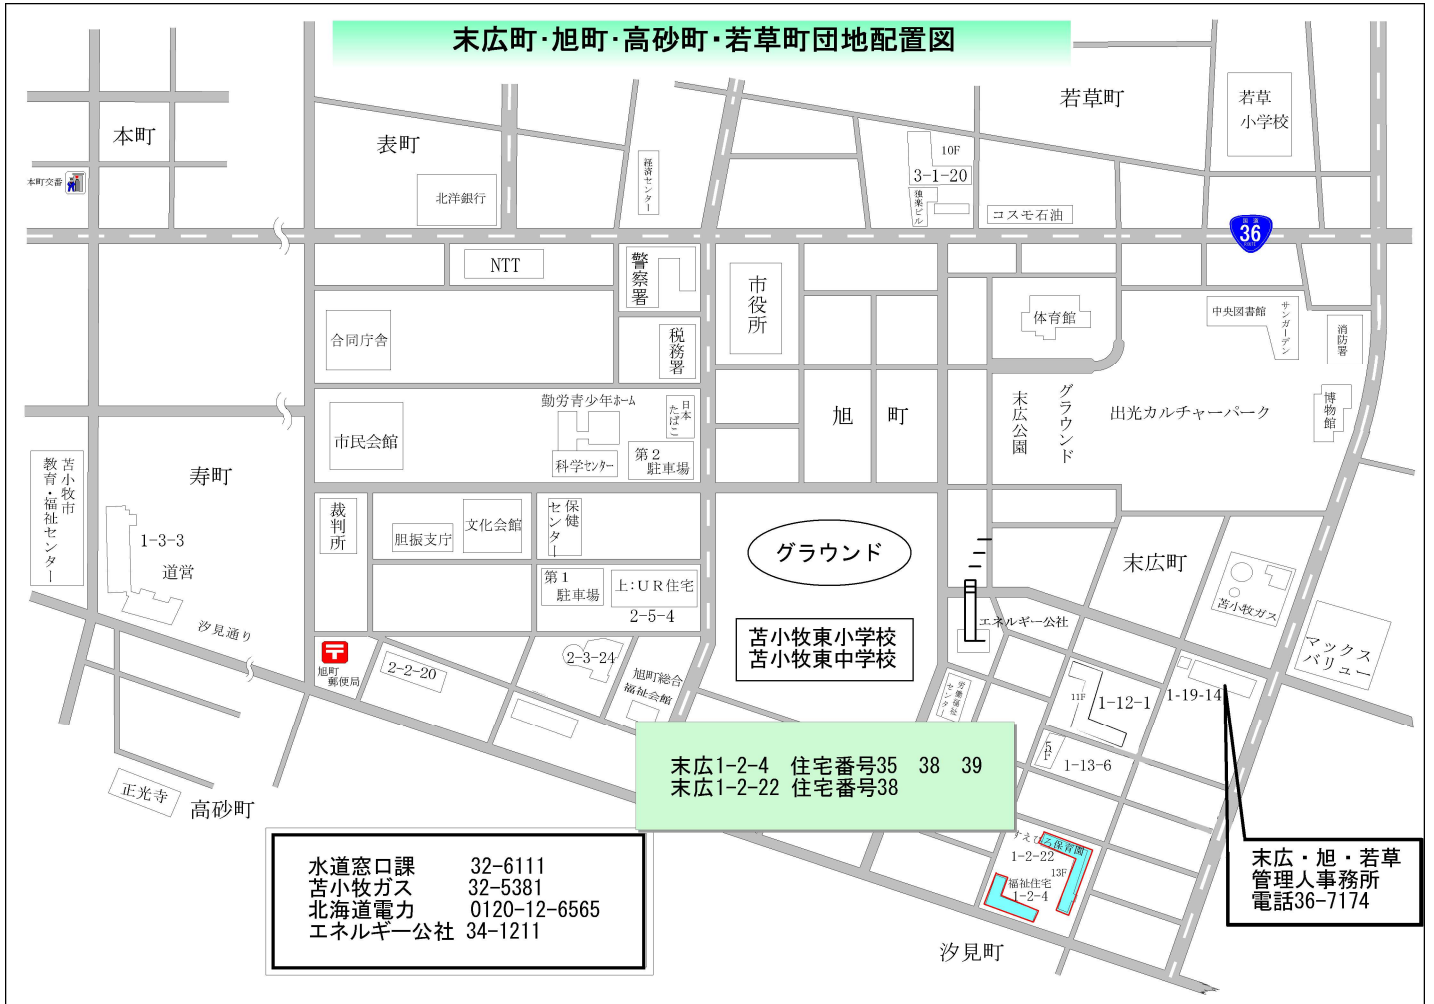 末広町・旭町・高砂町・若草町団地配置図
本町
本町交番
表町
北洋銀行
経済センター
若草町
若草
小学校
10F
3-1-20
独楽ビル
コスモ石油
36
NTT
警察署
市役所
税務署
合同庁舎
体育館
中央図書館
サンガーデン
消防署
博物館
勤労青少年ホーム
日本
たばこ
市民会館
科学センター
第2
駐車場
旭町
末広公園
グラウンド
出光カルチャーパーク
寿町
苫小牧市
教育・福祉センター
1-3-3
道営
裁判所
胆振支庁
文化会館
保健
センター
グラウンド
末広町
第1
駐車場
上:UR住宅
2-5-4
苫小牧ガス
エネルギー公社
苫小牧東小学校
苫小牧東中学校
マックス
バリュー
汐見通り
旭町
郵便局
2-2-20
2-3-24
旭町総合
福祉会館
労働福祉
センター
11F
1-12-1
1-19-14
5F
1-13-6
末広1-2-4 住宅番号35 38 39
末広1-2-22 住宅番号38
正光寺
高砂町
すえひろ保育園
1-2-22
13F
福祉住宅
1-2-4
水道窓口課 32-6111
苫小牧ガス 32-5381
北海道電力 0120-12-6565
エネルギー公社 34-1211
末広・旭・若草
管理人事務所
電話36-7174
汐見町